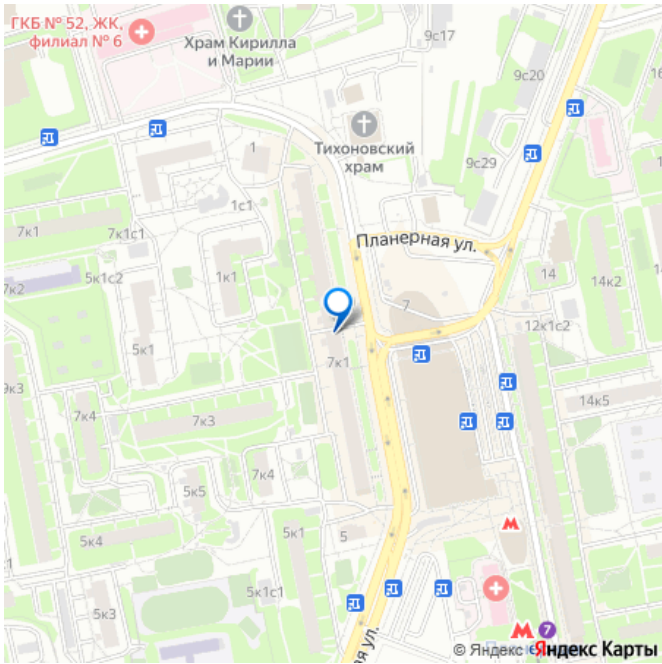 ГКБ № 52, ЖК,
филиал № 6
Храм Кирилла
и Марии
9с17
9с20
Тихоновский
храм
9с29
1
1с1
7к1
7к1с1
Планерная ул.
5к1с2
7к2
1к1
14
14к2
7
12к1с2
5к1
7к1
9к3
7к4
7к3
14к5
7к4
5к5
5к4
5к1
5
5к1с1
5к3
ная ул.
7
© Яндекс
Яндекс Карты